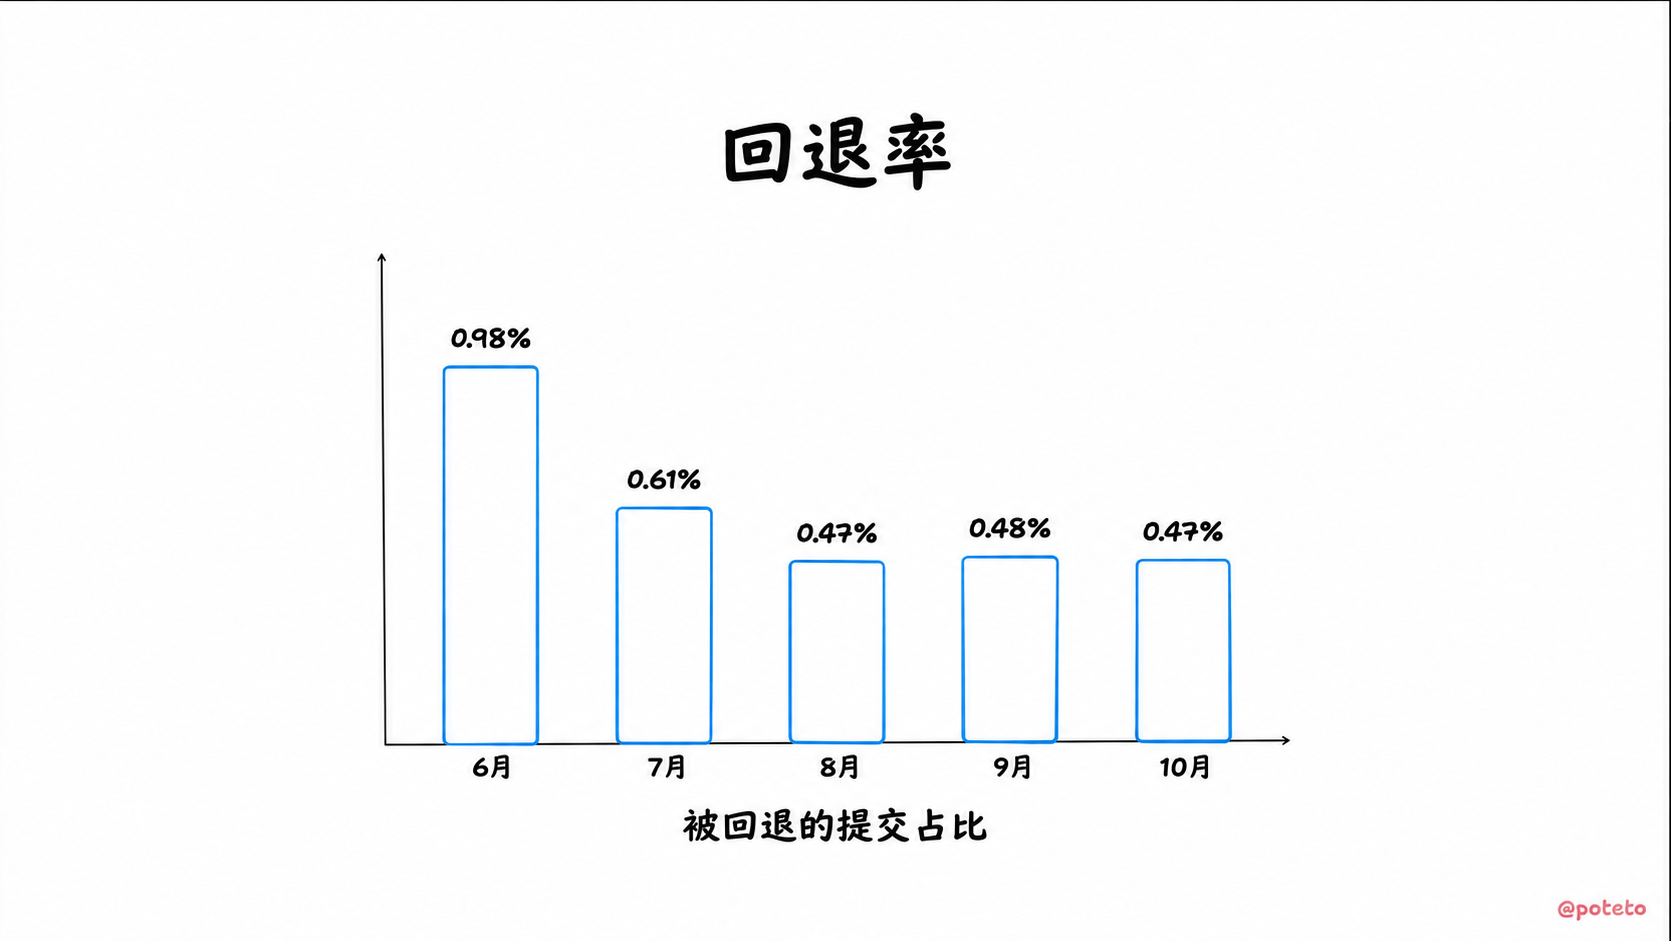 回退率
0.98%
0.61%
0.47%
0.48%
0.47%
6月
7月
8月
9月
10月
被回退的提交占比
@poteto